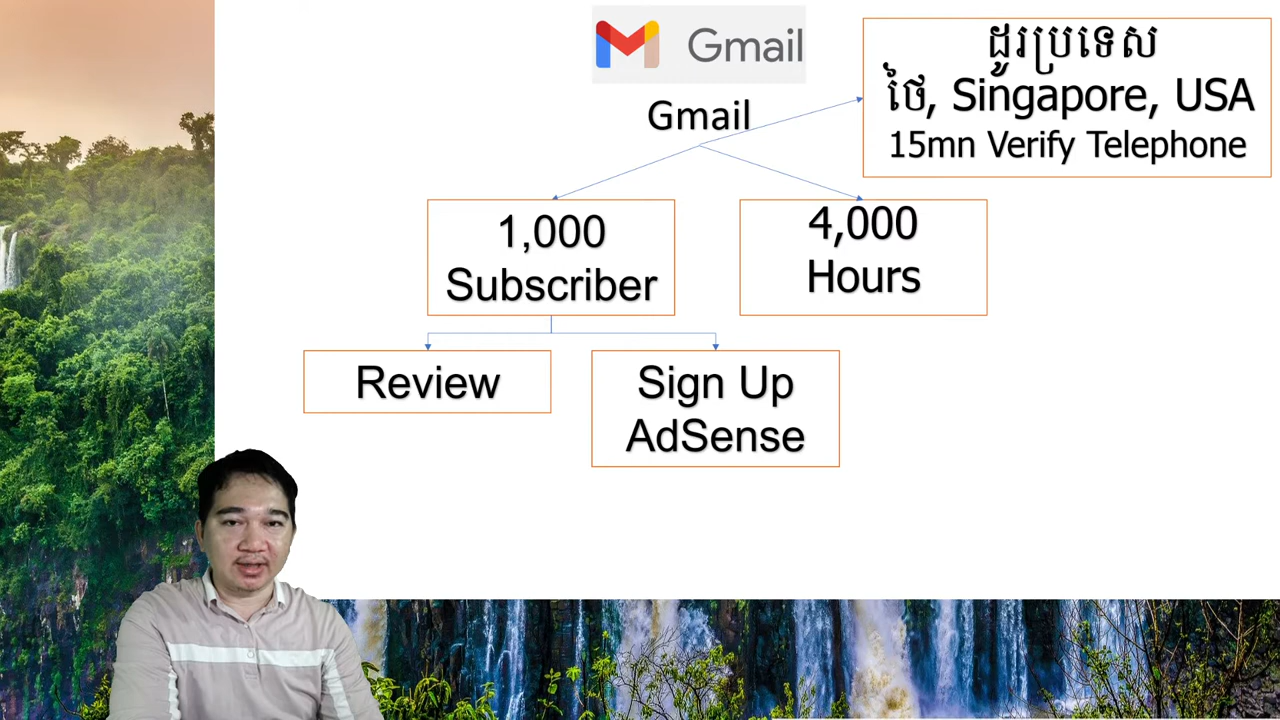 Gmail
Gmail
ដូរប្រទេស
ថៃ, Singapore, USA
15mn Verify Telephone
1,000
Subscriber
4,000
Hours
Review
Sign Up
AdSense